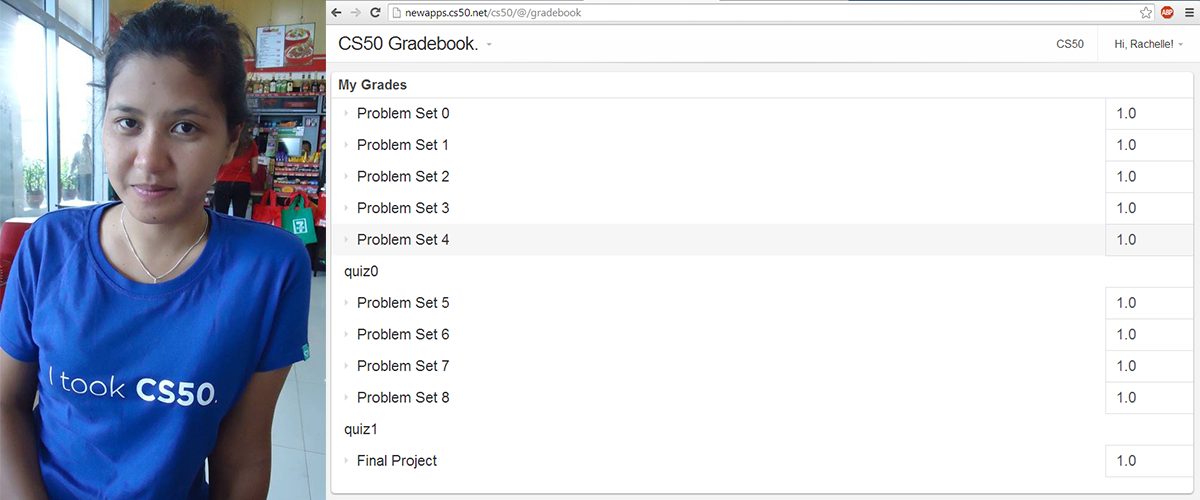 I took CS50.
newapps.cs50.net/cs50/@/gradebook
ABP
CS50 Gradebook.
CS50
Hi, Rachelle!
My Grades
Problem Set 0 1.0
Problem Set 1 1.0
Problem Set 2 1.0
Problem Set 3 1.0
Problem Set 4 1.0
quiz0
Problem Set 5 1.0
Problem Set 6 1.0
Problem Set 7 1.0
Problem Set 8 1.0
quiz1
Final Project 1.0